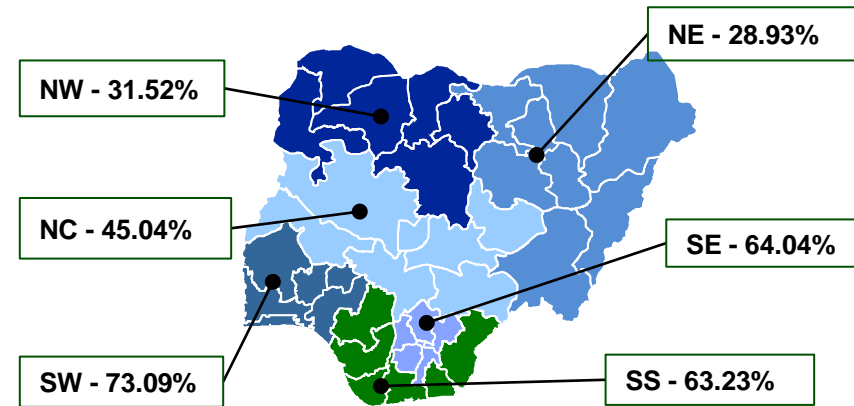 NE - 28.93%
NW - 31.52%
NC - 45.04%
SE - 64.04%
SW - 73.09%
SS - 63.23%